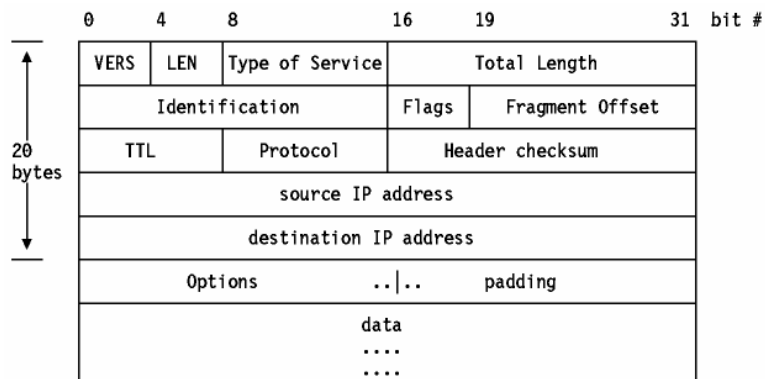 0 4 8 16 19 31 bit #
VERS LEN Type of Service Total Length
Identification Flags Fragment Offset
20 TTL Protocol Header checksum
bytes
source IP address
destination IP address
Options ..|.. padding
data
....
....